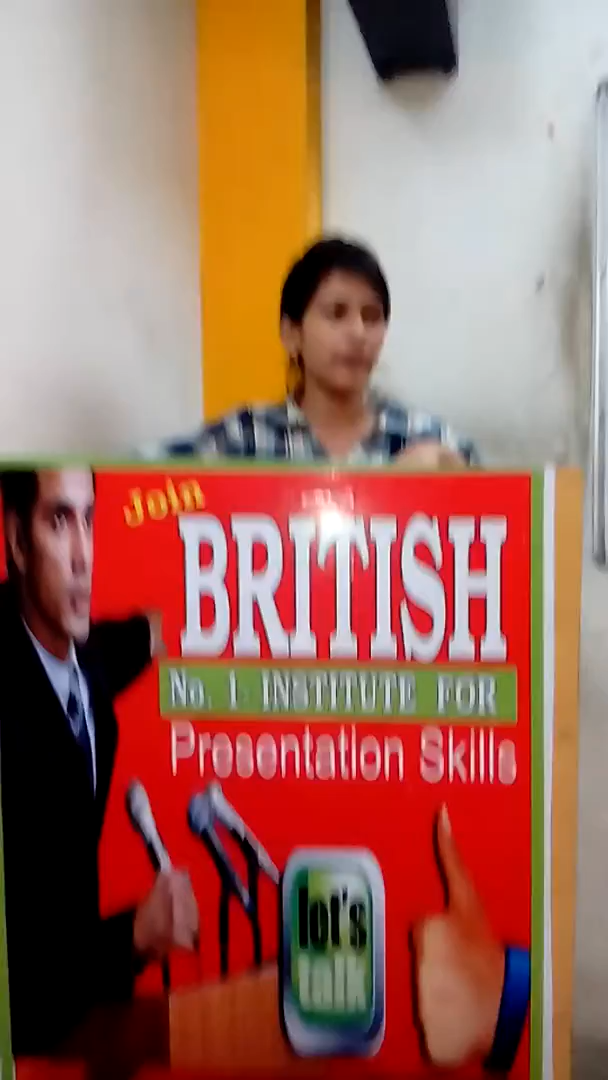 Join
BRITISH
No. 1 INSTITUTE FOR
Presentation Skills
let's
talk